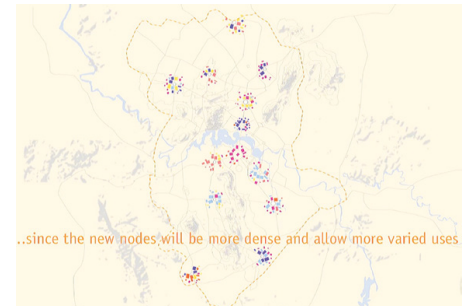 ..since the new nodes will be more dense and allow more varied uses